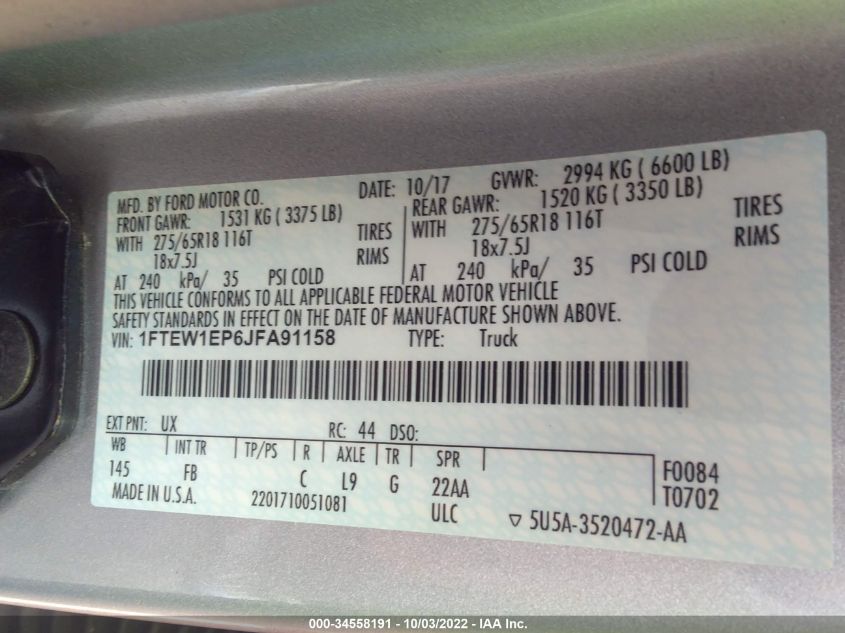 MFD. BY FORD MOTOR CO. DATE: 10/17 GVWR: 2994 KG ( 6600 LB)
FRONT GAWR: 1531 KG ( 3375 LB) REAR GAWR: 1520 KG ( 3350 LB)
WITH 275/65R18 116T TIRES WITH 275/65R18 116T TIRES
18x7.5J RIMS 18x7.5J RIMS
AT 240 kPa/ 35 PSI COLD AT 240 kPa/ 35 PSI COLD
THIS VEHICLE CONFORMS TO ALL APPLICABLE FEDERAL MOTOR VEHICLE
SAFETY STANDARDS IN EFFECT ON THE DATE OF MANUFACTURE SHOWN ABOVE.
VIN: 1FTEW1EP6JFA91158 TYPE: Truck
EXT PNT: UX RC: 44 DSO:
WB INT TR TP/PS R AXLE TR SPR F0084
145 FB C L9 G 22AA T0702
MADE IN U.S.A. 2201710051081 ULC ▽ 5U5A-3520472-AA
000-34558191 - 10/03/2022 - IAA Inc.